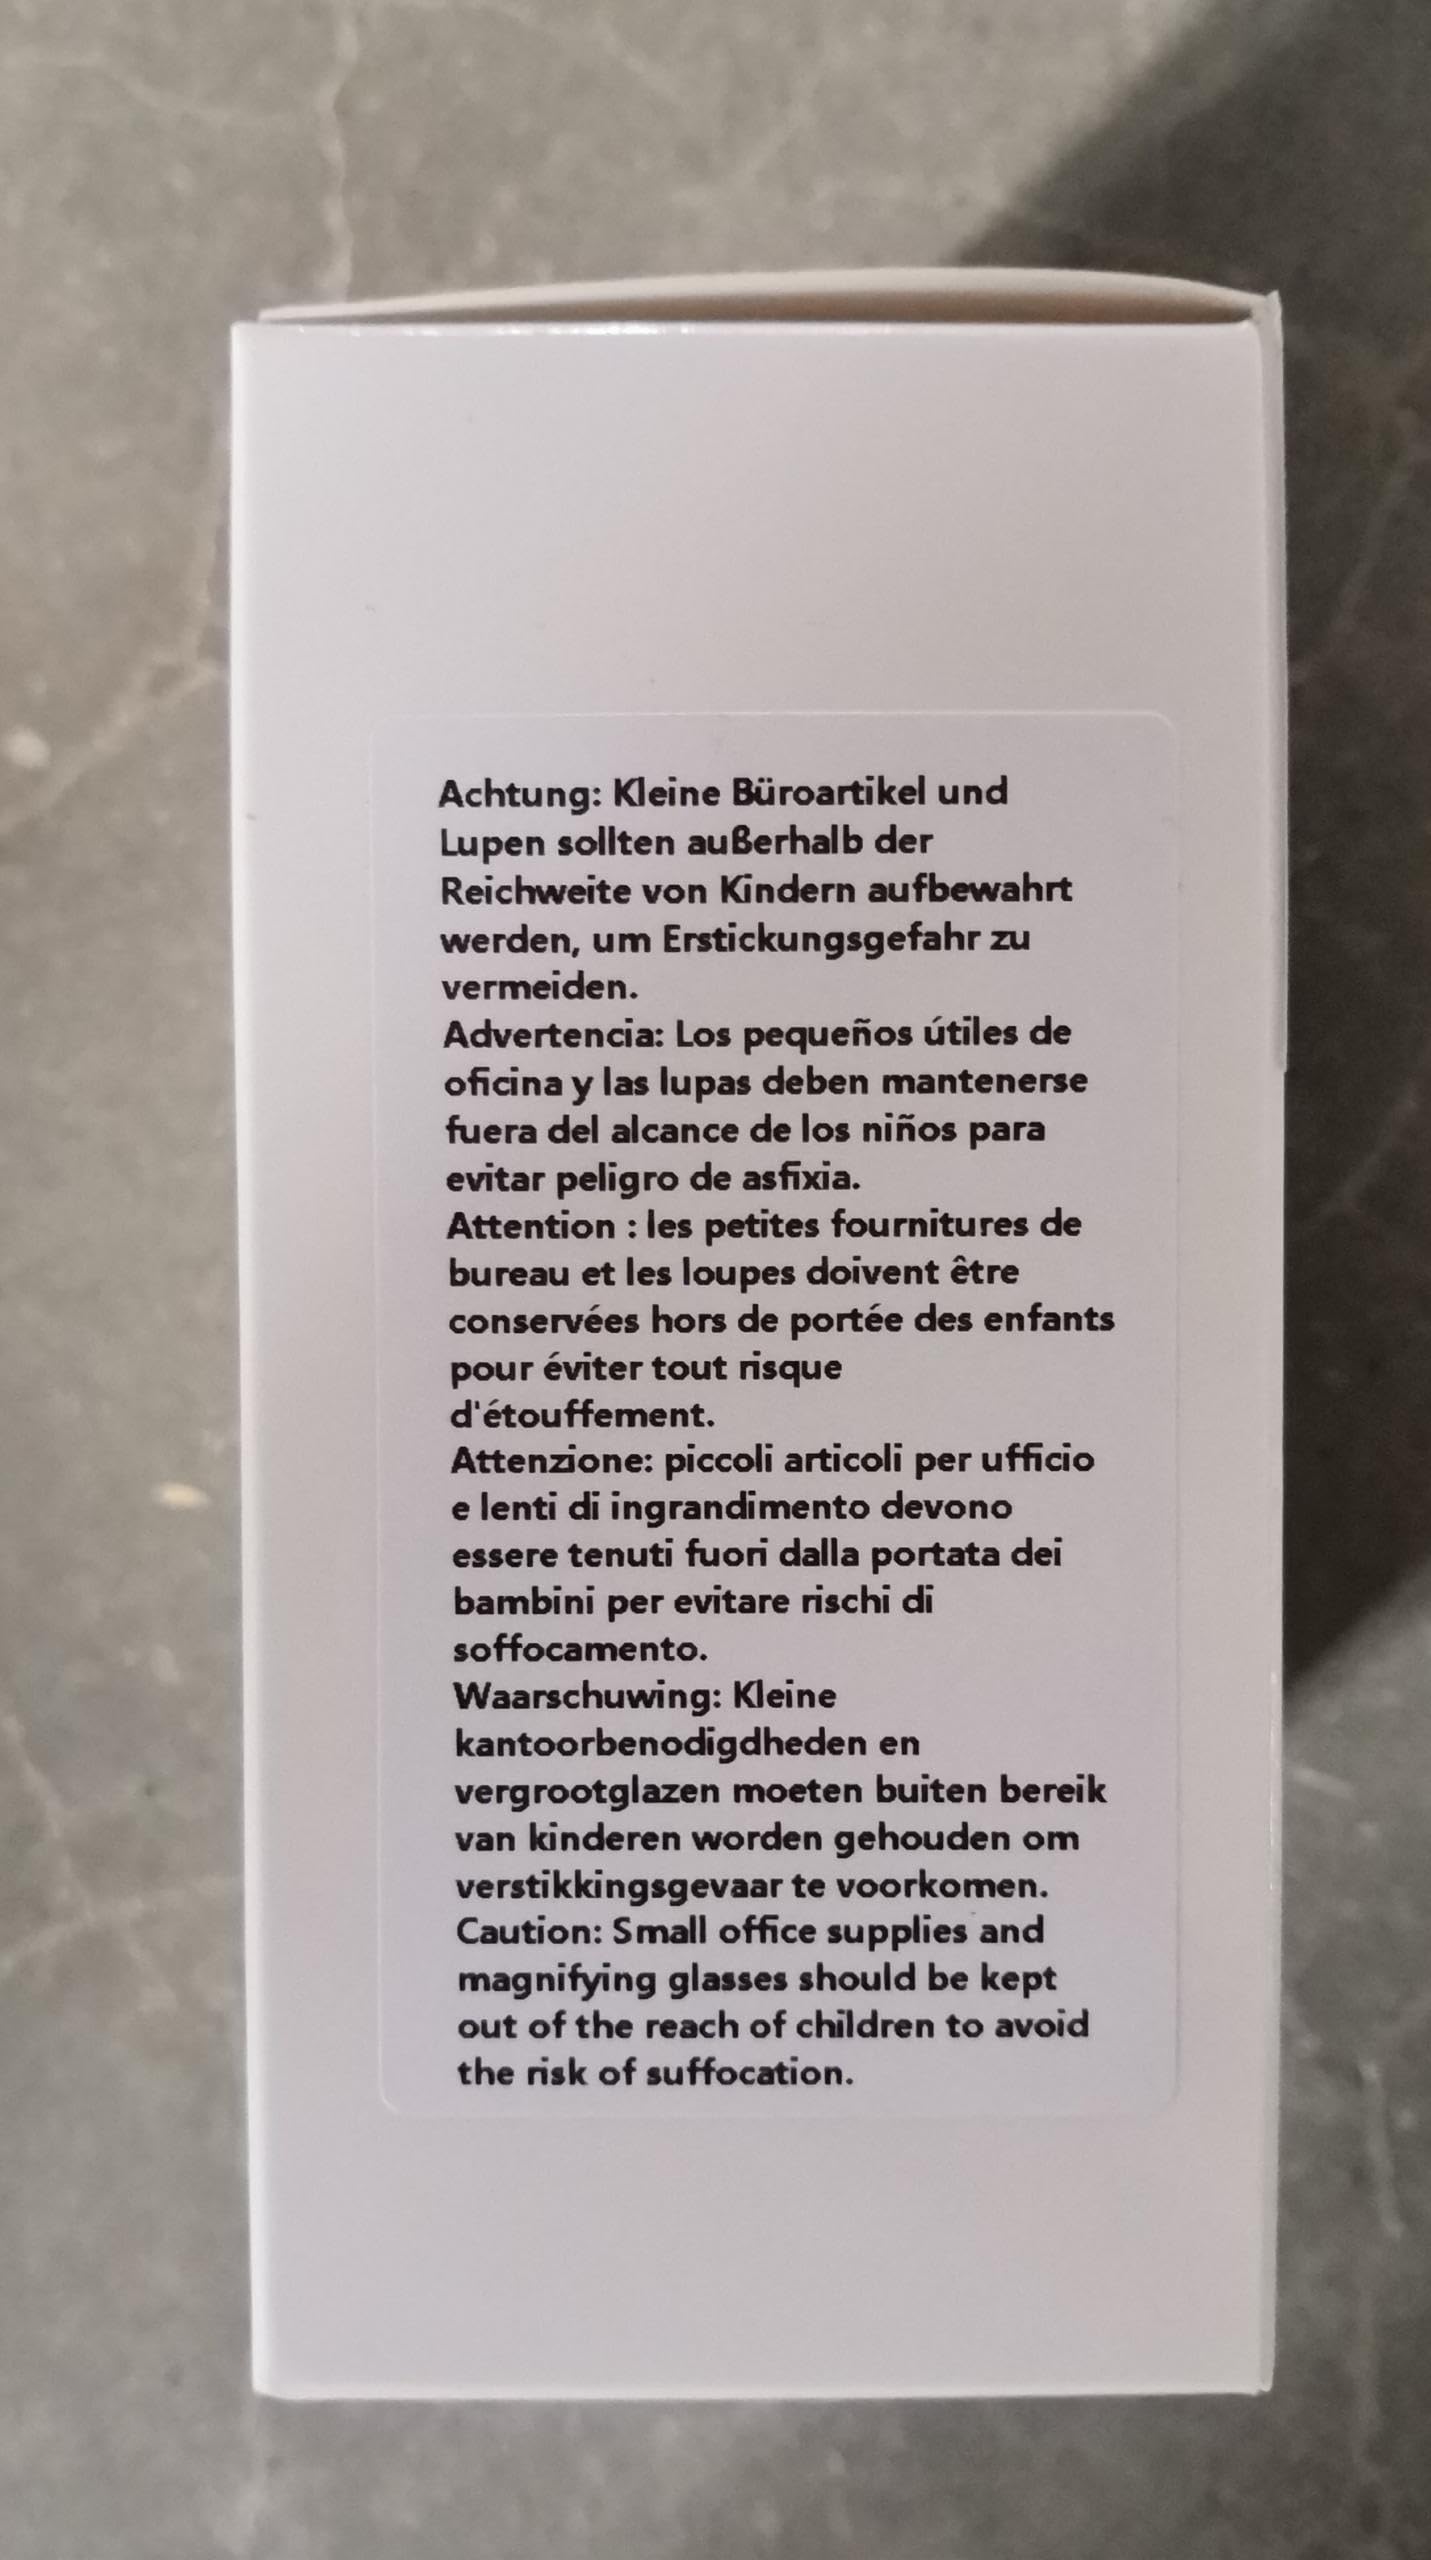 Achtung: Kleine Büroartikel und
Lupen sollten außerhalb der
Reichweite von Kindern aufbewahrt
werden, um Erstickungsgefahr zu
vermeiden.
Advertencia: Los pequeños útiles de
oficina y las lupas deben mantenerse
fuera del alcance de los niños para
evitar peligro de asfixia.
Attention : les petites fournitures de
bureau et les loupes doivent être
conservées hors de portée des enfants
pour éviter tout risque
d'étouffement.
Attenzione: piccoli articoli per ufficio
e lenti di ingrandimento devono
essere tenuti fuori dalla portata dei
bambini per evitare rischi di
soffocamento.
Waarschuwing: Kleine
kantoorbenodigdheden en
vergrootglazen moeten buiten bereik
van kinderen worden gehouden om
verstikkingsgevaar te voorkomen.
Caution: Small office supplies and
magnifying glasses should be kept
out of the reach of children to avoid
the risk of suffocation.